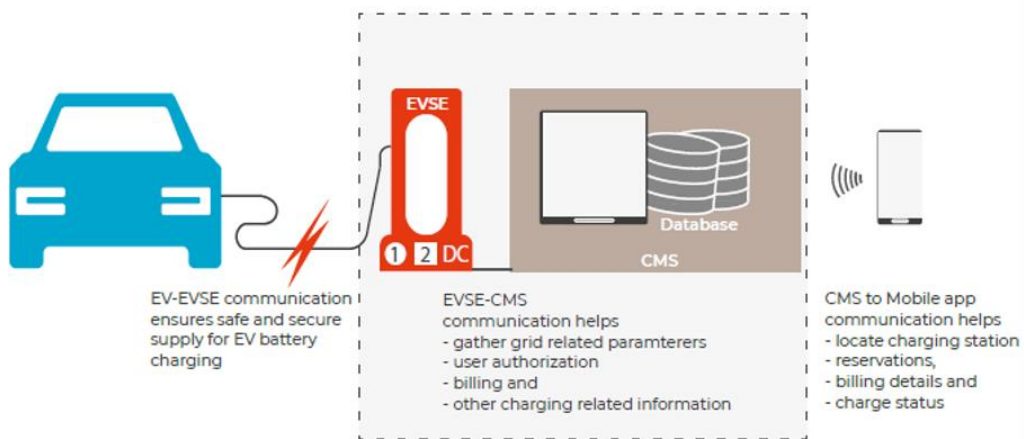 EVSE
1 2 DC
Database
CMS
EV-EVSE communication
ensures safe and secure
supply for EV battery
charging
EVSE-CMS
communication helps
- gather grid related paramterers
- user authorization
- billing and
- other charging related information
CMS to Mobile app
communication helps
- locate charging station
- reservations,
- billing details and
- charge status